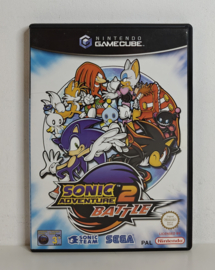 NINTENDO
GAMECUBE
SONIC
ADVENTURE 2
BATTLE
SONIC
TEAM
SEGA
PAL
Nintendo